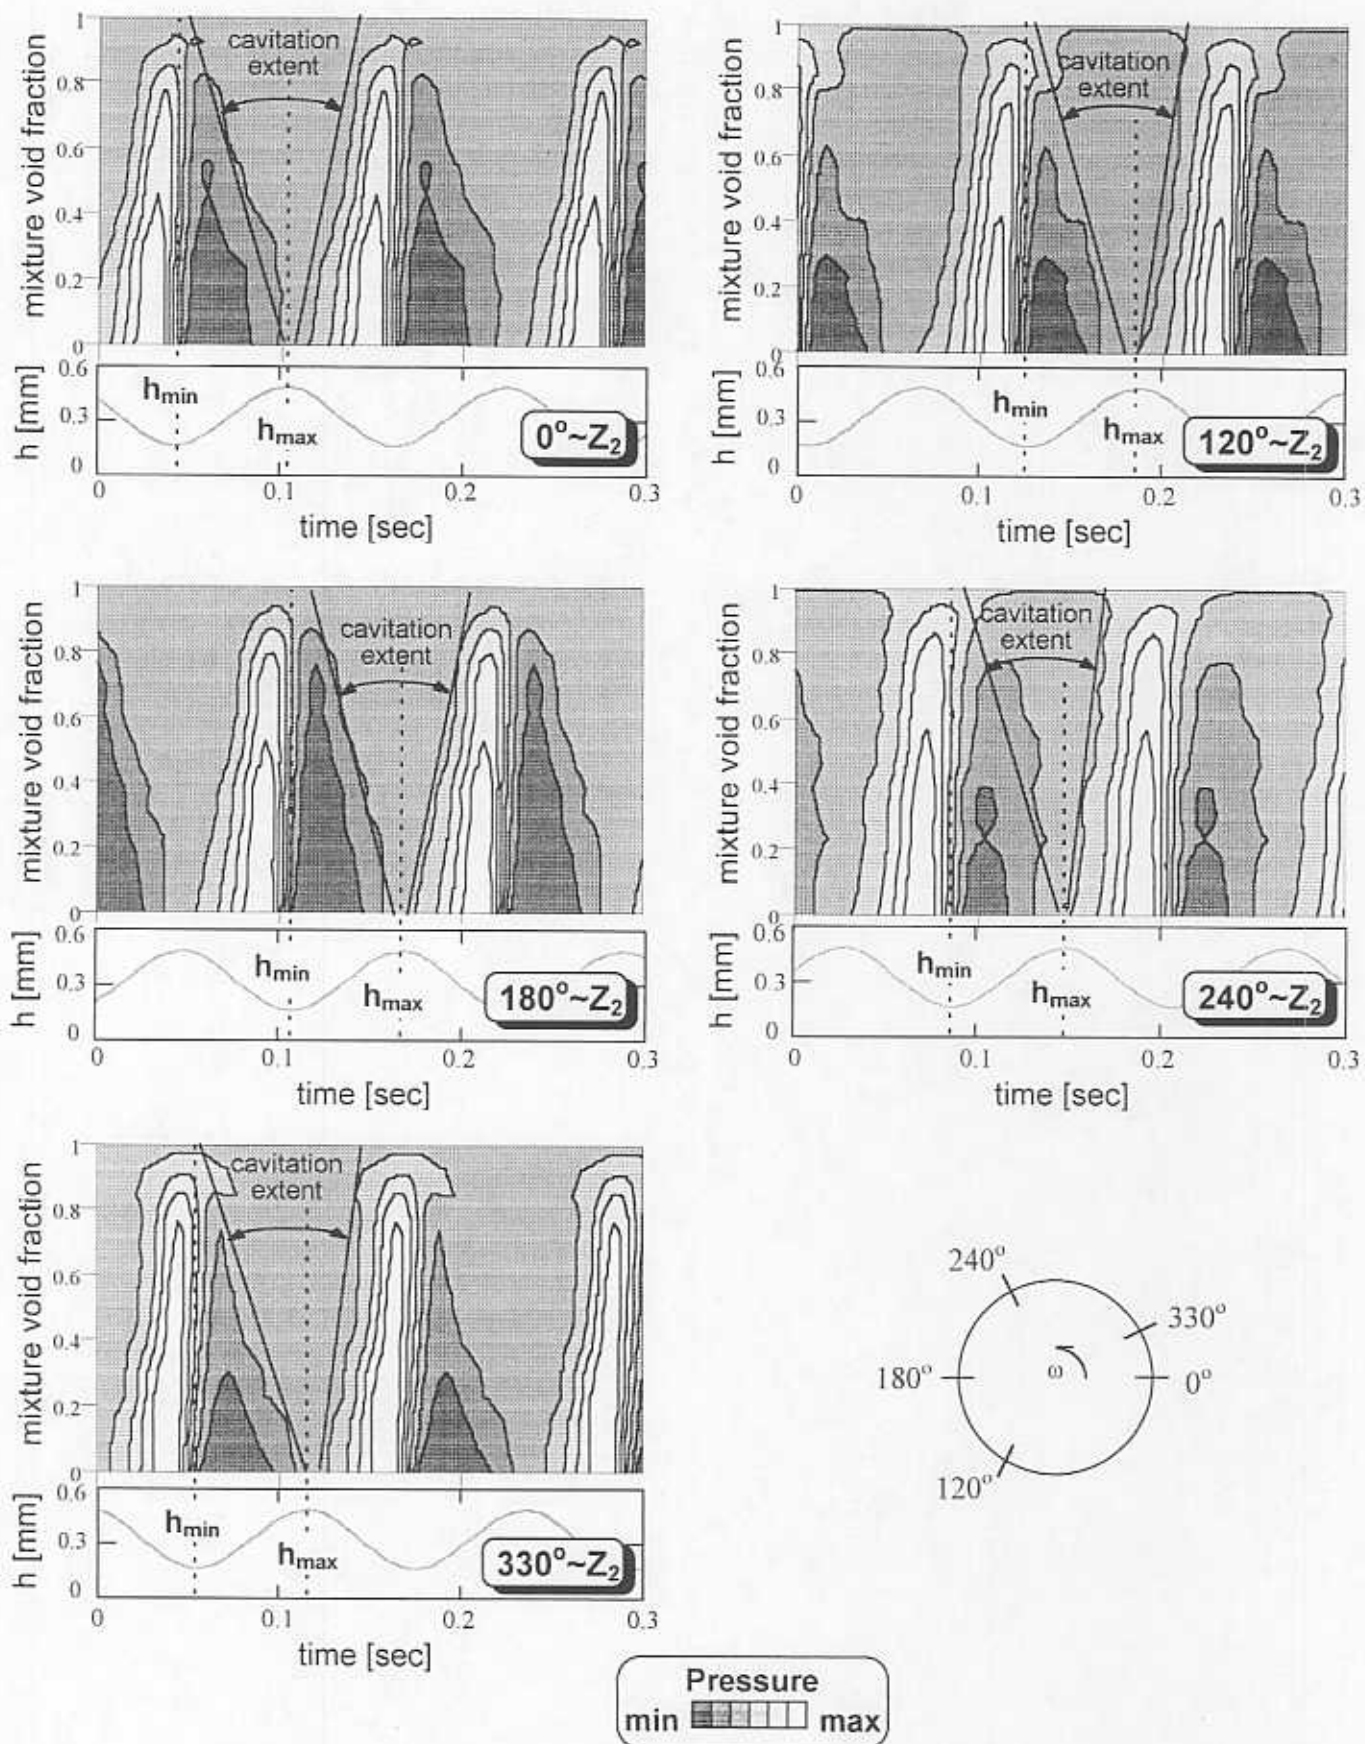 1
cavitation
extent
0.8
0.6
0.4
0.2
0
mixture void fraction
0.6
0.3
0
h [mm]
hmin
hmax
0°~Z2
0
0.1
0.2
0.3
time [sec]
1
cavitation
extent
0.8
0.6
0.4
0.2
0
mixture void fraction
0.6
0.3
0
h [mm]
hmin
hmax
120°~Z2
0
0.1
0.2
0.3
time [sec]
1
cavitation
extent
0.8
0.6
0.4
0.2
0
mixture void fraction
0.6
0.3
0
h [mm]
hmin
hmax
180°~Z2
0
0.1
0.2
0.3
time [sec]
1
cavitation
extent
0.8
0.6
0.4
0.2
0
mixture void fraction
0.6
0.3
0
h [mm]
hmin
hmax
240°~Z2
0
0.1
0.2
0.3
time [sec]
1
cavitation
extent
0.8
0.6
0.4
0.2
0
mixture void fraction
0.6
0.3
0
h [mm]
hmin
hmax
330°~Z2
0
0.1
0.2
0.3
time [sec]
240°
330°
180°
ω
0°
120°
Pressure
min max